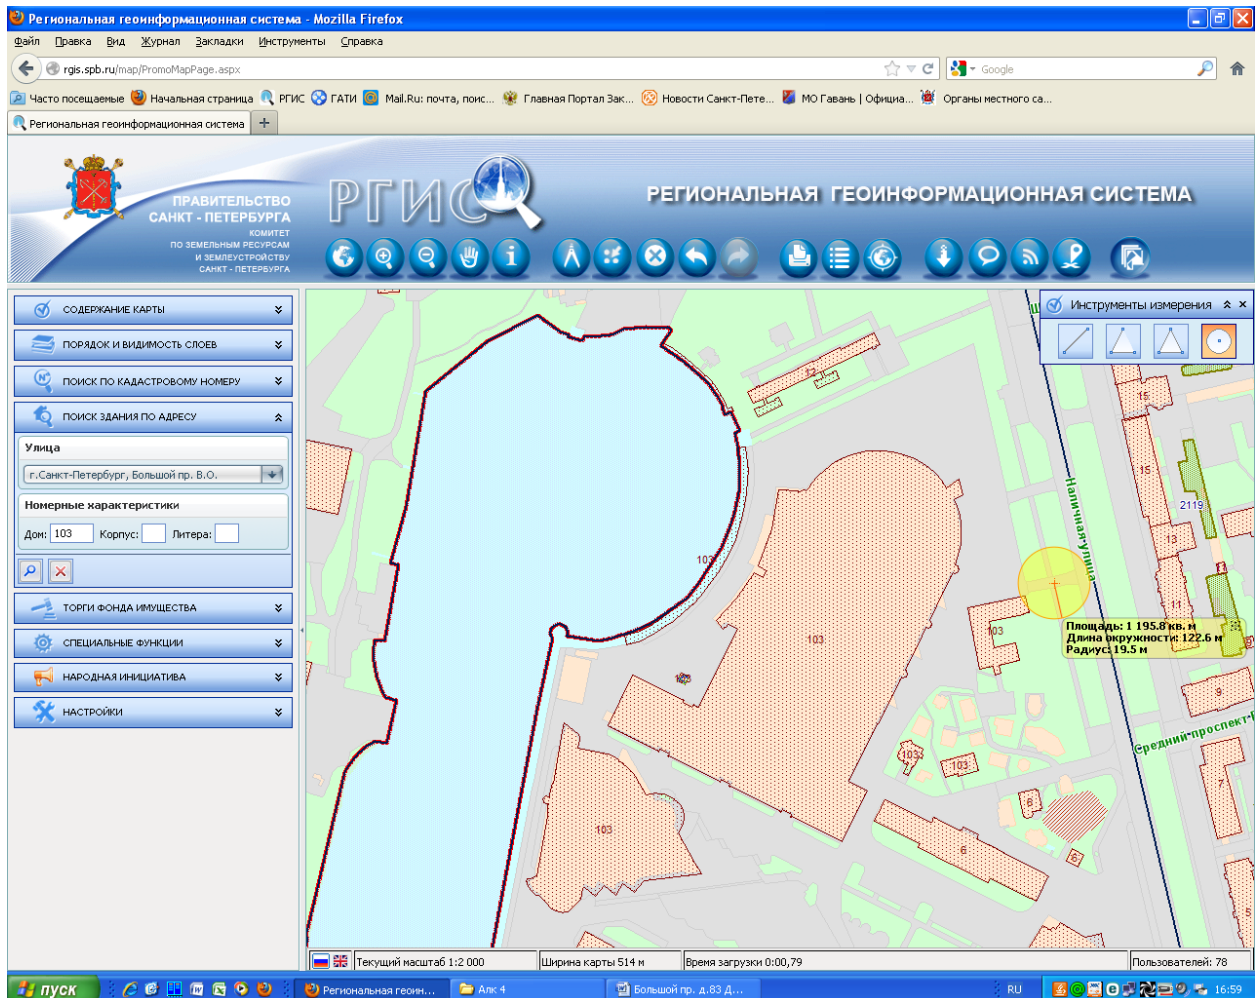 Региональная геоинформационная система - Mozilla Firefox
Файл Правка Вид Журнал Закладки Инструменты Справка
rgis.spb.ru/map/PromoMapPage.aspx
Google
Часто посещаемые Начальная страница РГИС ГАТИ Mail.Ru: почта, поис... Главная Портал Зак... Новости Санкт-Пете... МО Гавань | Официа... Органы местного са...
Региональная геоинформационная система +
ПРАВИТЕЛЬСТВО
САНКТ - ПЕТЕРБУРГА
КОМИТЕТ
ПО ЗЕМЕЛЬНЫМ РЕСУРСАМ
И ЗЕМЛЕУСТРОЙСТВУ
САНКТ - ПЕТЕРБУРГА
РГИС
РЕГИОНАЛЬНАЯ ГЕОИНФОРМАЦИОННАЯ СИСТЕМА
СОДЕРЖАНИЕ КАРТЫ
ПОРЯДОК И ВИДИМОСТЬ СЛОЕВ
ПОИСК ПО КАДАСТРОВОМУ НОМЕРУ
ПОИСК ЗДАНИЯ ПО АДРЕСУ
Улица
г.Санкт-Петербург, Большой пр. В.О.
Номерные характеристики
Дом: 103 Корпус: Литера:
ТОРГИ ФОНДА ИМУЩЕСТВА
СПЕЦИАЛЬНЫЕ ФУНКЦИИ
НАРОДНАЯ ИНИЦИАТИВА
НАСТРОЙКИ
Инструменты измерения
12
15
15
2119
13
11
11
Наличная улица
103
103
103
Площадь: 1 195.8 кв. м
Длина окружности: 122.6 м
Радиус: 19.5 м
103
9
Средний проспект
103
103
7
6
103
6
6
5
Текущий масштаб 1:2 000
Ширина карты 514 м
Время загрузки 0:00,79
Пользователей: 78
пуск
Региональная геоин...
Алк 4
Большой пр. д.83 Д...
RU
16:59